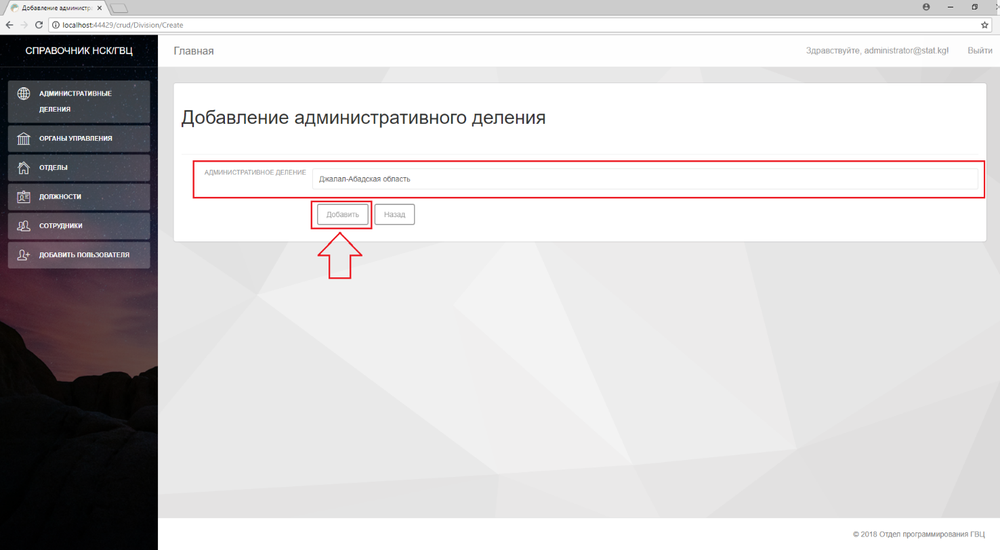 Добавление администр
localhost:44429/crud/Division/Create
СПРАВОЧНИК НСК/ГВЦ
Главная
Здравствуйте, administrator@stat.kg!
Выйти
АДМИНИСТРАТИВНЫЕ
ДЕЛЕНИЯ
ОРГАНЫ УПРАВЛЕНИЯ
ОТДЕЛЫ
ДОЛЖНОСТИ
СОТРУДНИКИ
ДОБАВИТЬ ПОЛЬЗОВАТЕЛЯ
Добавление административного деления
АДМИНИСТРАТИВНОЕ ДЕЛЕНИЕ
Джалал-Абадская область
Добавить
Назад
© 2018 Отдел программирования ГВЦ